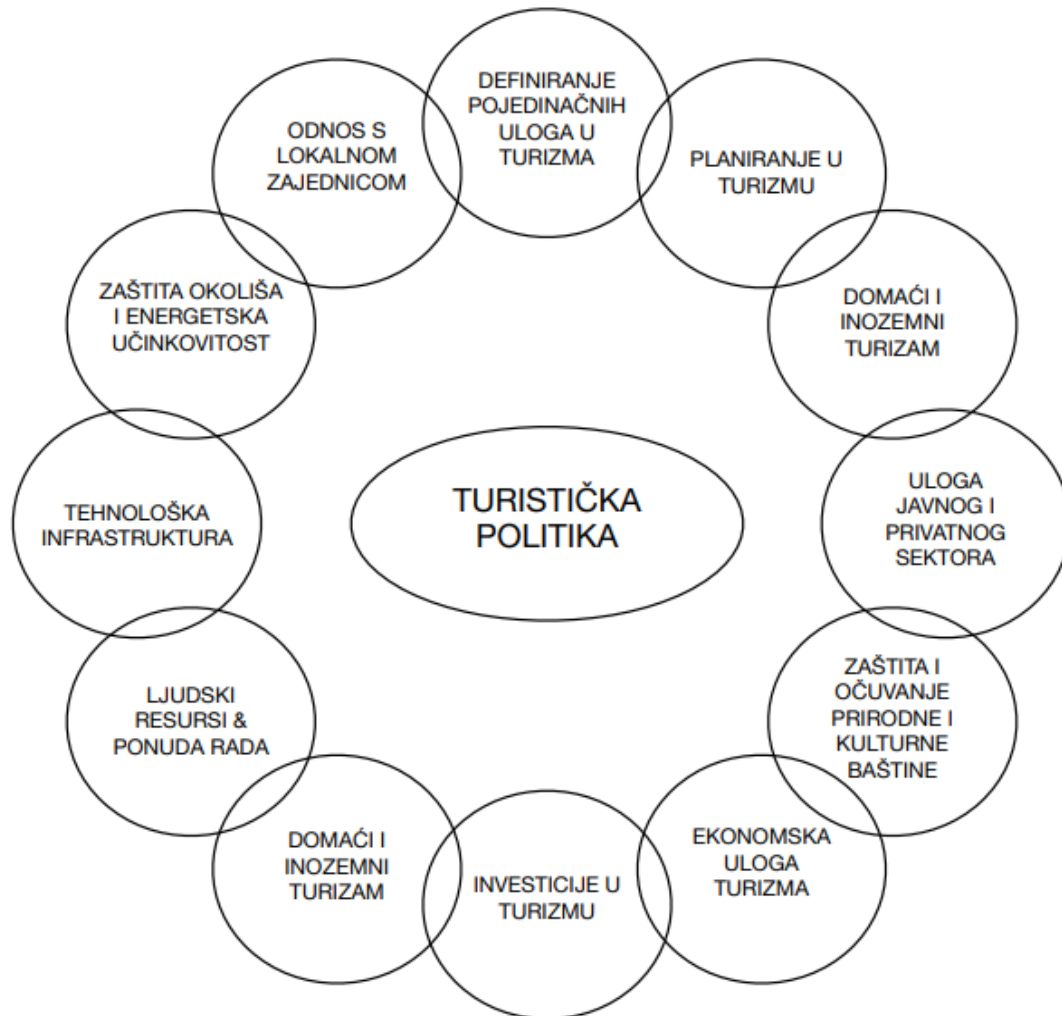 DEFINIRANJE
POJEDINAČNIH
ULOGA U
TURIZMA
PLANIRANJE U
TURIZMU
DOMAĆI I
INOZEMNI
TURIZAM
ULOGA
JAVNOG I
PRIVATNOG
SEKTORA
ZAŠTITA I
OČUVANJE
PRIRODNE I
KULTURNE
BAŠTINE
EKONOMSKA
ULOGA
TURIZMA
INVESTICIJE U
TURIZMU
DOMAĆI I
INOZEMNI
TURIZAM
LJUDSKI
RESURSI &
PONUDA RADA
TEHNOLOŠKA
INFRASTRUKTURA
ZAŠTITA OKOLIŠA
I ENERGETSKA
UČINKOVITOST
ODNOS S
LOKALNOM
ZAJEDNICOM
TURISTIČKA
POLITIKA